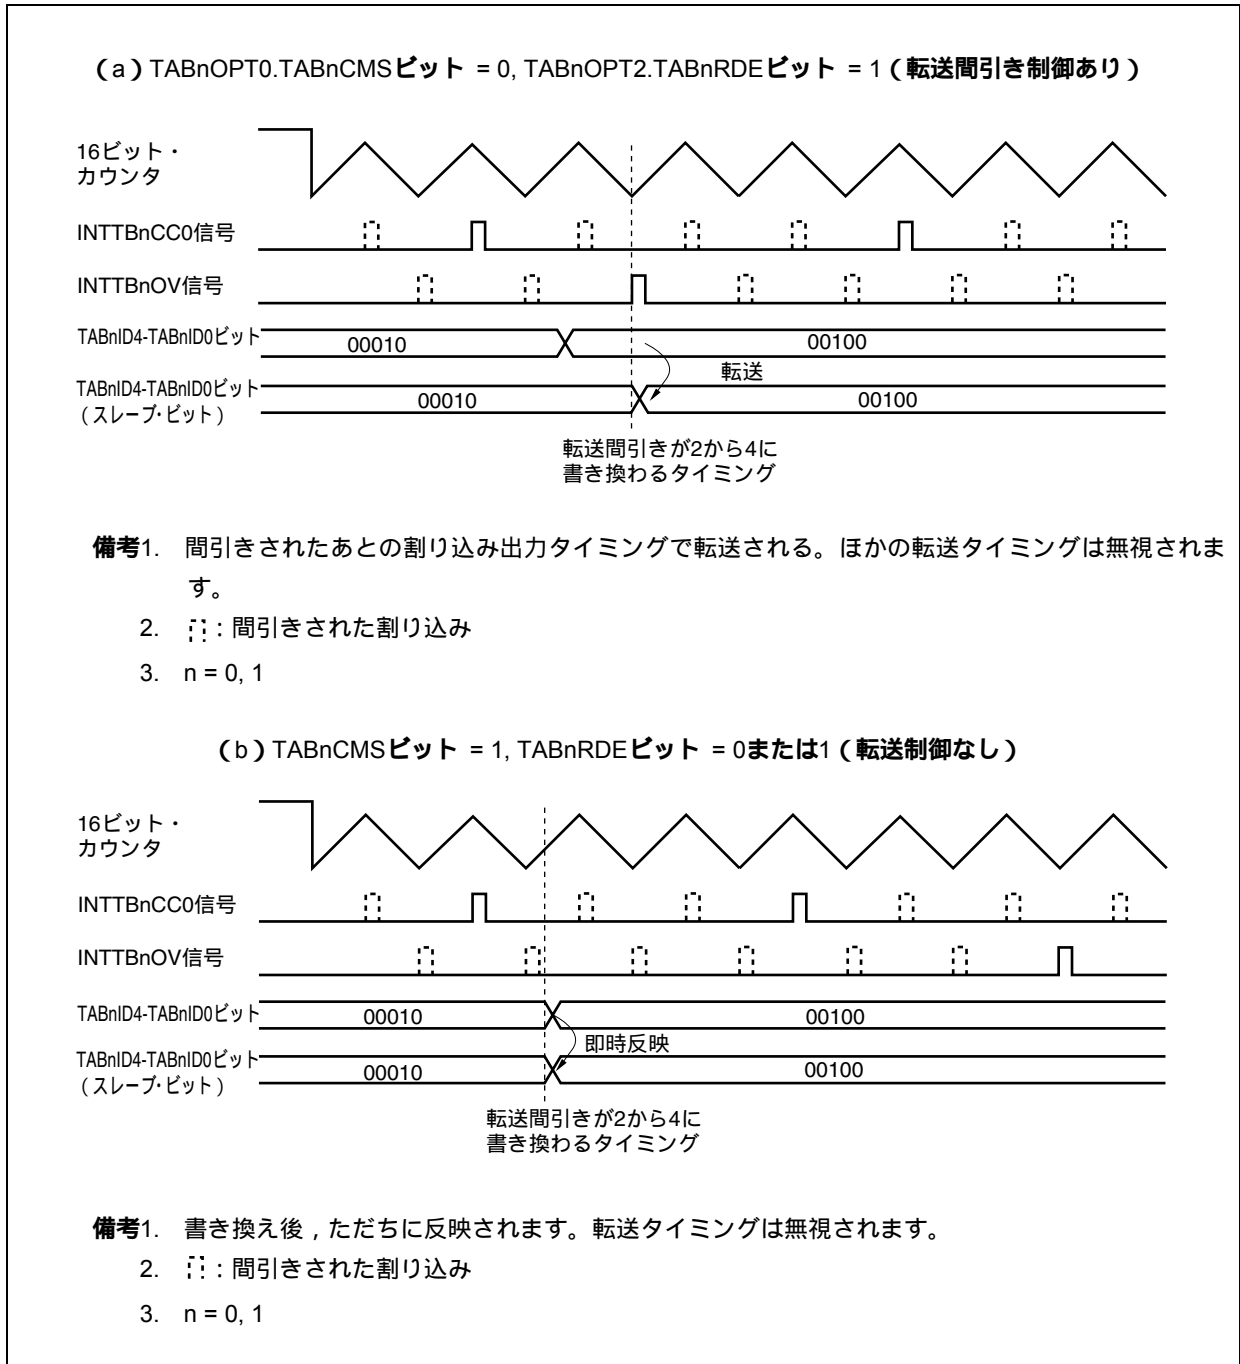 （a）TABnOPT0.TABnCMSビット = 0, TABnOPT2.TABnRDEビット = 1（転送間引き制御あり）
16ビット・
カウンタ
INTTBnCC0信号
INTTBnOV信号
TABnID4-TABnID0ビット
00010
00100
転送
TABnID4-TABnID0ビット
（スレーブ・ビット）
00010
00100
転送間引きが2から4に
書き換わるタイミング
備考1. 間引きされたあとの割り込み出力タイミングで転送される。ほかの転送タイミングは無視されま
す。
2. ：間引きされた割り込み
3. n = 0, 1
（b）TABnCMSビット = 1, TABnRDEビット = 0または1（転送制御なし）
16ビット・
カウンタ
INTTBnCC0信号
INTTBnOV信号
TABnID4-TABnID0ビット
00010
00100
即時反映
TABnID4-TABnID0ビット
（スレーブ・ビット）
00010
00100
転送間引きが2から4に
書き換わるタイミング
備考1. 書き換え後，ただちに反映されます。転送タイミングは無視されます。
2. ：間引きされた割り込み
3. n = 0, 1